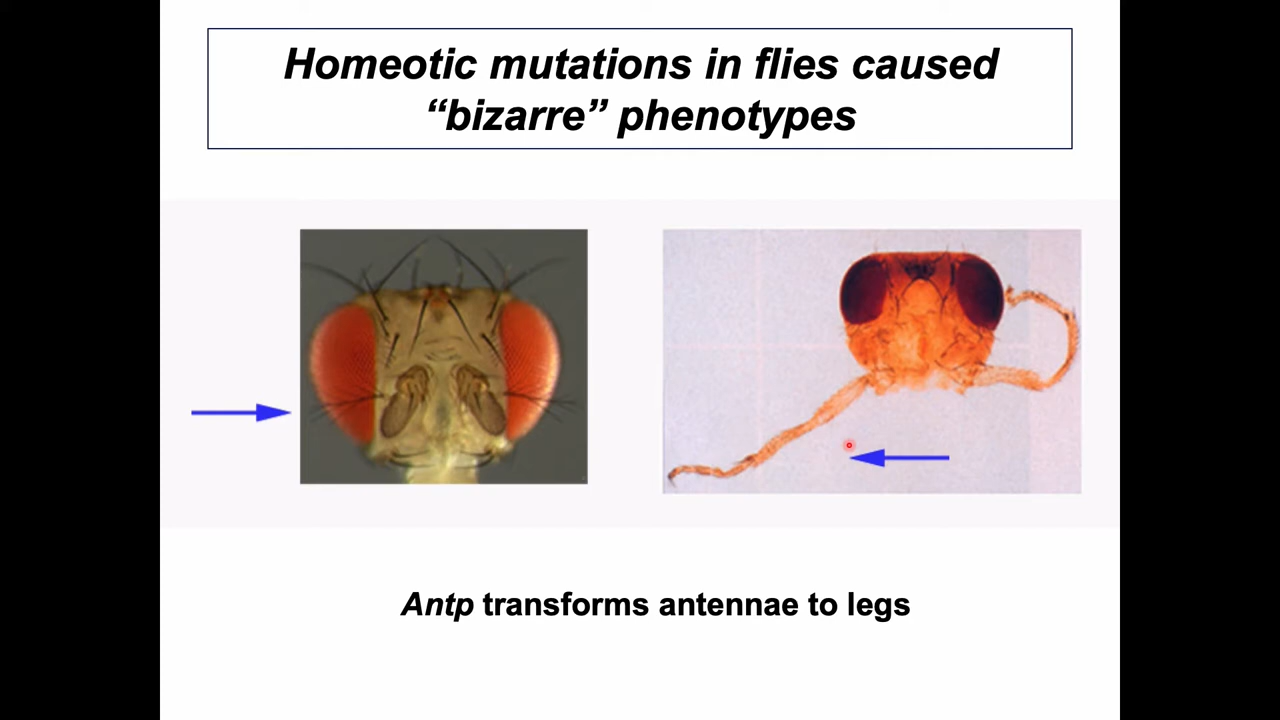 Homeotic mutations in flies caused
“bizarre” phenotypes
Antp transforms antennae to legs